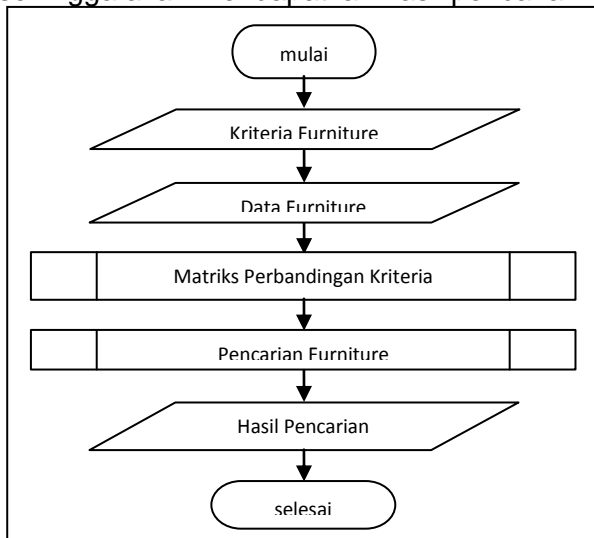 mulai
Kriteria Furniture
Data Furniture
Matriks Perbandingan Kriteria
Pencarian Furniture
Hasil Pencarian
selesai